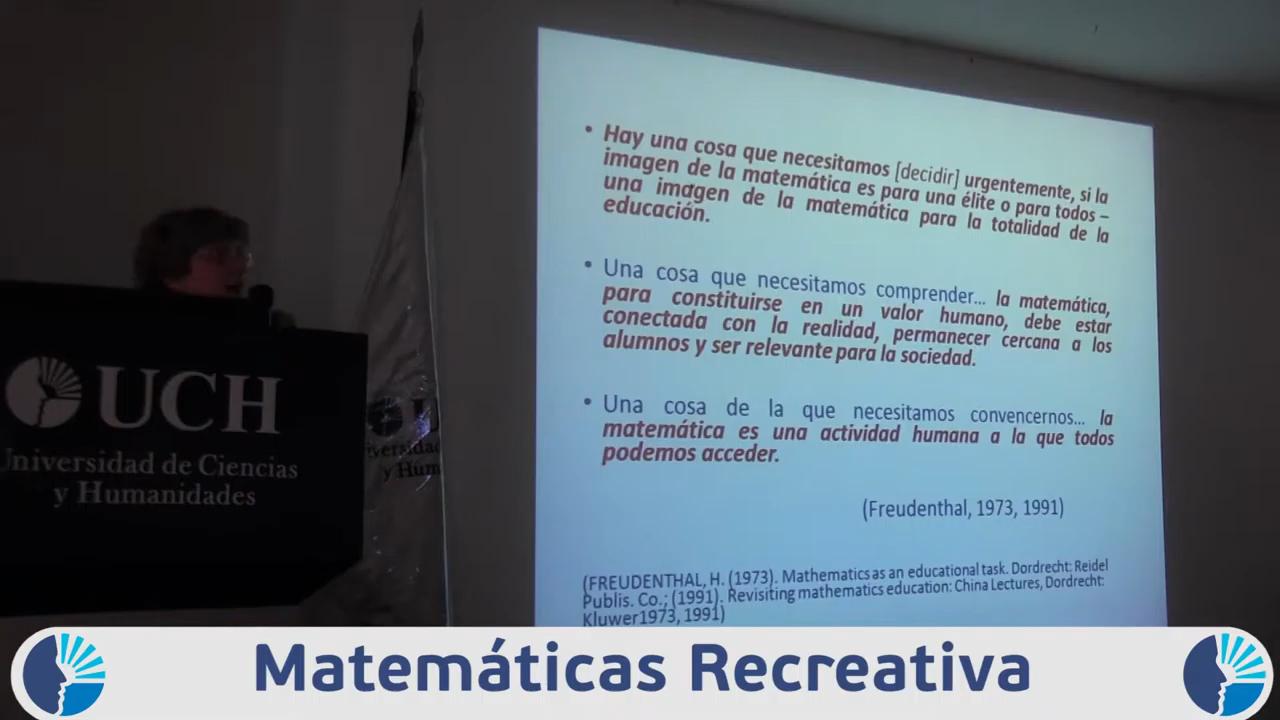 • Hay una cosa que necesitamos [decidir] urgentemente, si la
imagen de la matemática es para una élite o para todos –
una imagen de la matemática para la totalidad de la
educación.
• Una cosa que necesitamos comprender... la matemática,
para constituirse en un valor humano, debe estar
conectada con la realidad, permanecer cercana a los
alumnos y ser relevante para la sociedad.
• Una cosa de la que necesitamos convencernos... la
matemática es una actividad humana a la que todos
podemos acceder.
(Freudenthal, 1973, 1991)
(FREUDENTHAL, H. (1973). Mathematics as an educational task. Dordrecht: Reidel
Publis. Co.; (1991). Revisiting mathematics education: China Lectures, Dordrecht:
Kluwer1973, 1991)
UCH
Universidad de Ciencias
y Humanidades
U
versidad
y Hum
Matemáticas Recreativa